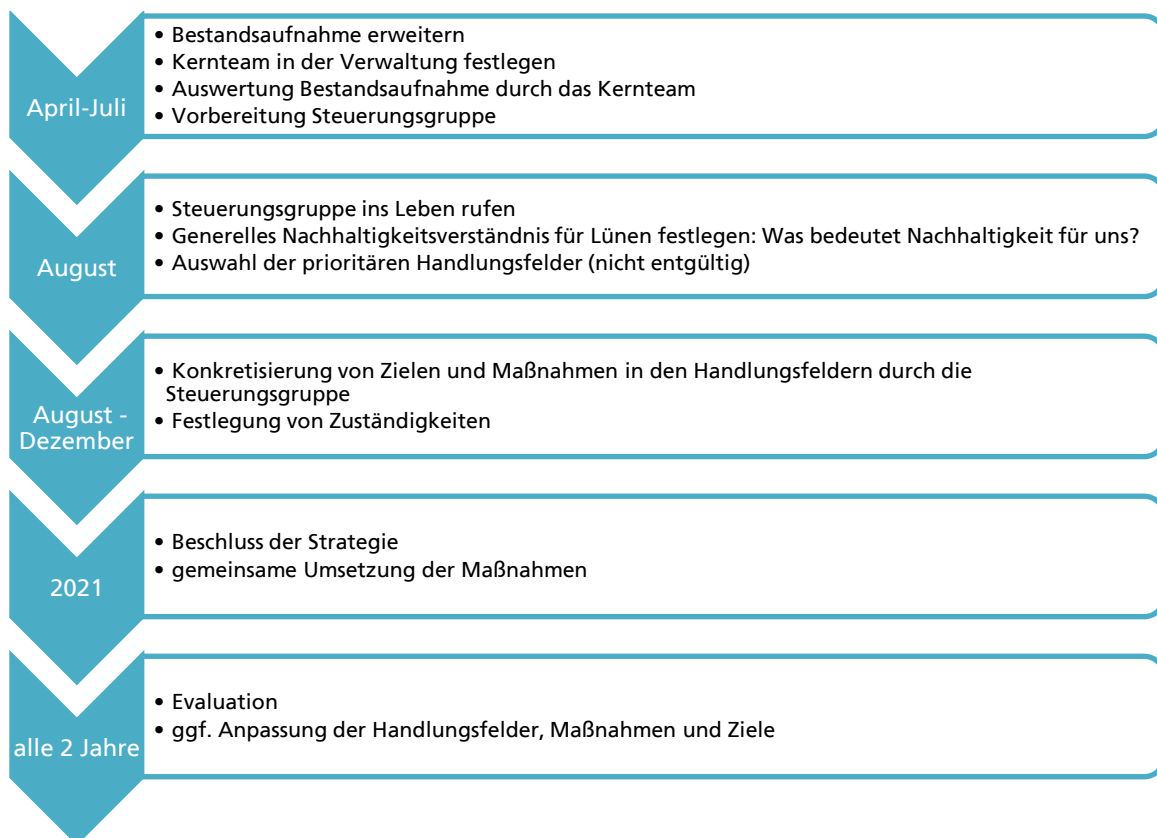 April-Juli
• Bestandsaufnahme erweitern
• Kernteam in der Verwaltung festlegen
• Auswertung Bestandsaufnahme durch das Kernteam
• Vorbereitung Steuerungsgruppe
August
• Steuerungsgruppe ins Leben rufen
• Generelles Nachhaltigkeitsverständnis für Lünen festlegen: Was bedeutet Nachhaltigkeit für uns?
• Auswahl der prioritären Handlungsfelder (nicht entgültig)
August -
Dezember
• Konkretisierung von Zielen und Maßnahmen in den Handlungsfeldern durch die
Steuerungsgruppe
• Festlegung von Zuständigkeiten
2021
• Beschluss der Strategie
• gemeinsame Umsetzung der Maßnahmen
alle 2 Jahre
• Evaluation
• ggf. Anpassung der Handlungsfelder, Maßnahmen und Ziele